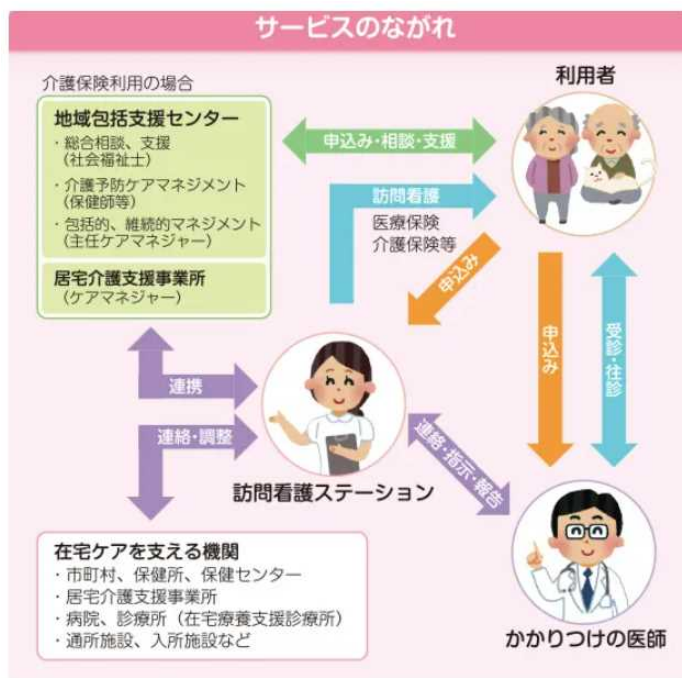 サービスのながれ
介護保険利用の場合
地域包括支援センター
・総合相談、支援
（社会福祉士）
・介護予防ケアマネジメント
（保健師等）
・包括的、継続的マネジメント
（主任ケアマネジャー）
居宅介護支援事業所
（ケアマネジャー）
利用者
申込み・相談・支援
訪問看護
医療保険
介護保険等
申込み
申込み
受診・往診
連携
連絡・調整
訪問看護ステーション
連絡・指示・報告
在宅ケアを支える機関
・市町村、保健所、保健センター
・居宅介護支援事業所
・病院、診療所（在宅療養支援診療所）
・通所施設、入所施設など
かかりつけの医師